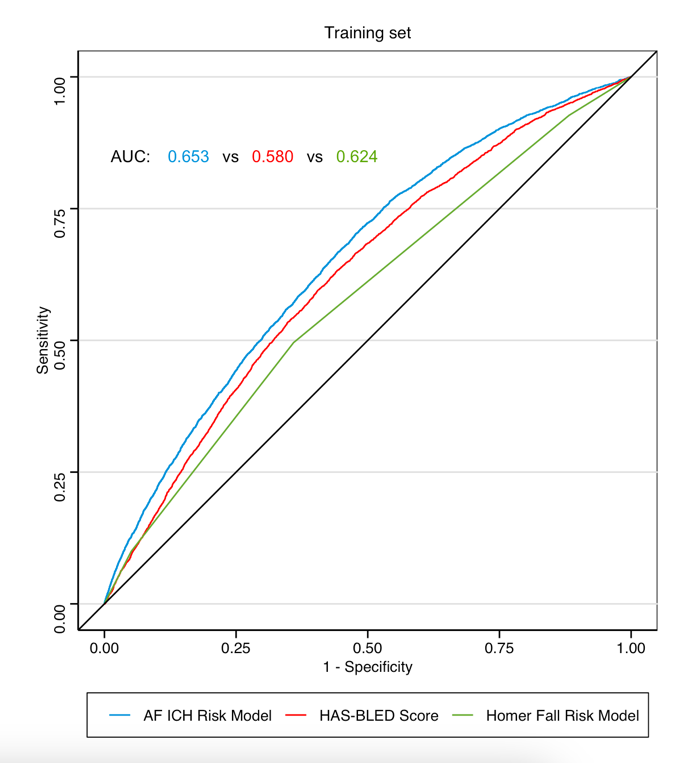 Training set
AUC: 0.653 vs 0.580 vs 0.624
Sensitivity
1.00
0.75
0.50
0.25
0.00
0.00 0.25 0.50 0.75 1.00
1 - Specificity
AF ICH Risk Model HAS-BLED Score Homer Fall Risk Model